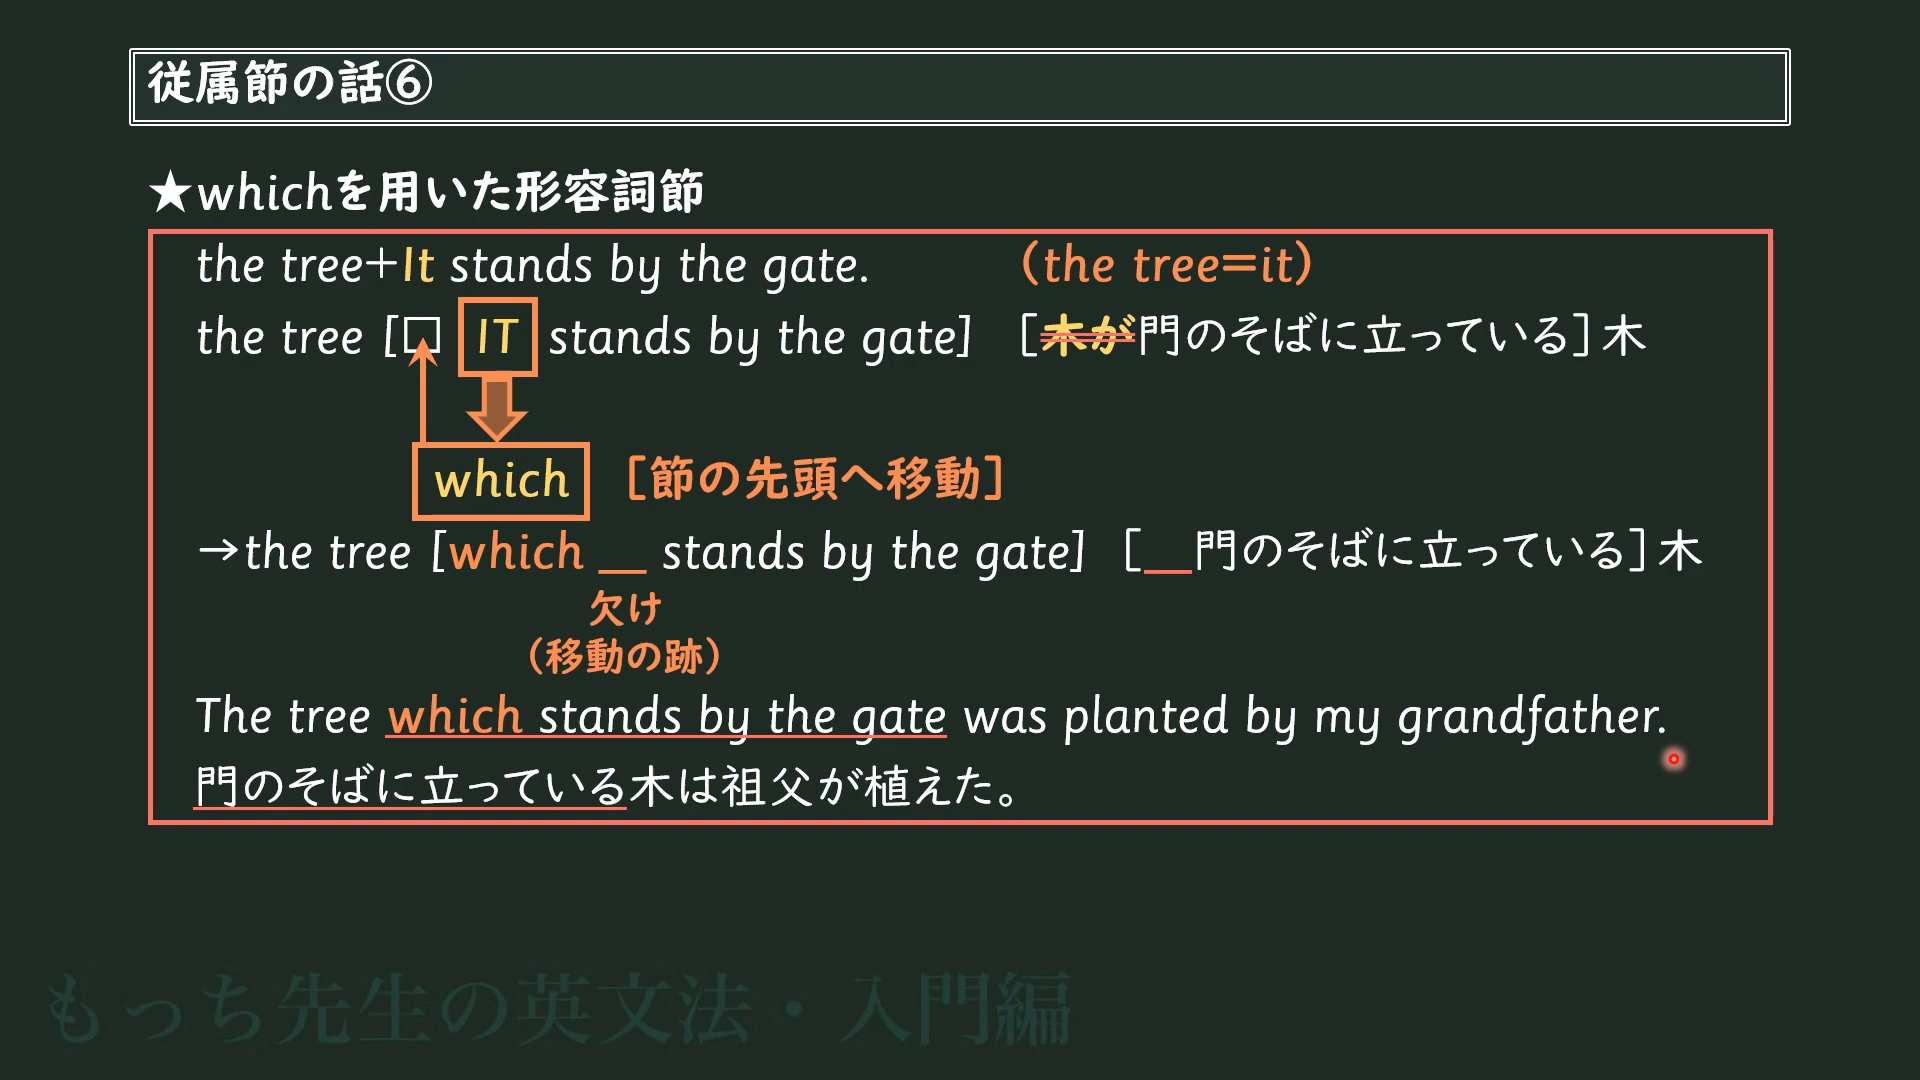 従属節の話⑥
★whichを用いた形容詞節
the tree+It stands by the gate. (the tree=it)
the tree [□ IT stands by the gate] [木が門のそばに立っている]木
which [節の先頭へ移動]
→the tree [which __ stands by the gate] [__門のそばに立っている]木
欠け
(移動の跡)
The tree which stands by the gate was planted by my grandfather.
門のそばに立っている木は祖父が植えた。
もっち先生の英文法・入門編